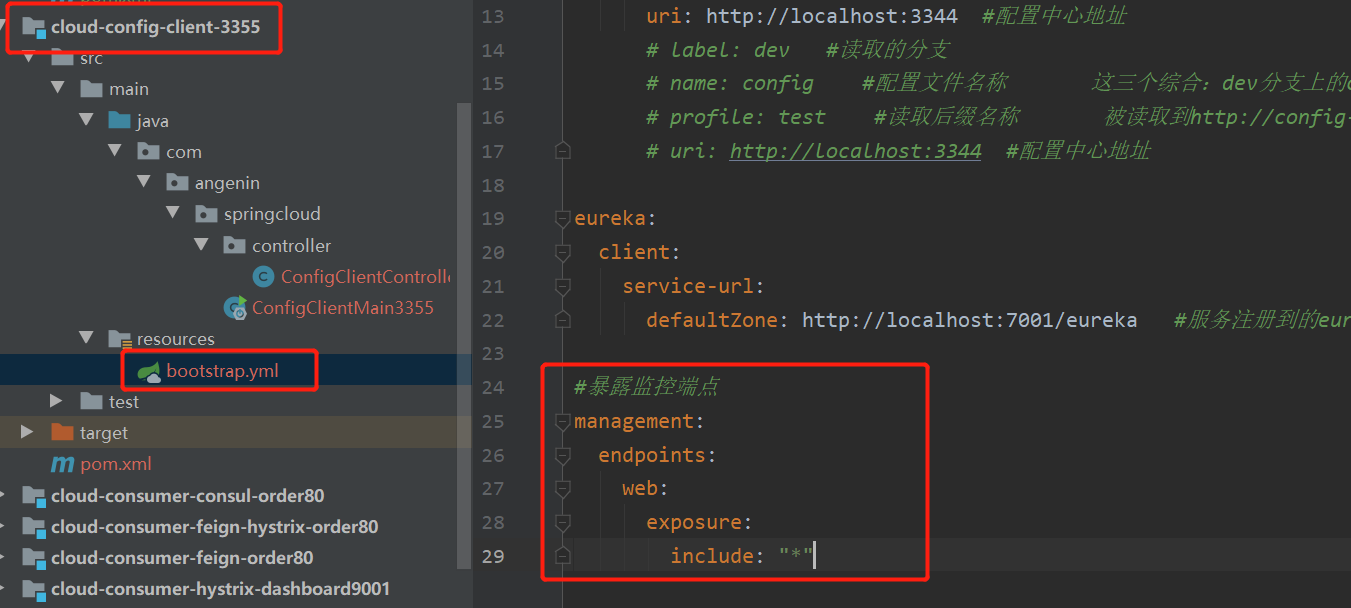 cloud-config-client-3355
src
main
java
com
angenin
springcloud
controller
ConfigClientControlle
ConfigClientMain3355
resources
bootstrap.yml
test
target
pom.xml
cloud-consumer-consul-order80
cloud-consumer-feign-hystrix-order80
cloud-consumer-feign-order80
cloud-consumer-hystrix-dashboard9001
13 uri: http://localhost:3344 #配置中心地址
14 # label: dev #读取的分支
15 # name: config #配置文件名称 这三个综合：dev分支上的
16 # profile: test #读取后缀名称 被读取到http://config-
17 # uri: http://localhost:3344 #配置中心地址
18
19 eureka:
20 client:
21 service-url:
22 defaultZone: http://localhost:7001/eureka #服务注册到的eur
23
24 #暴露监控端点
25 management:
26 endpoints:
27 web:
28 exposure:
29 include: "*"